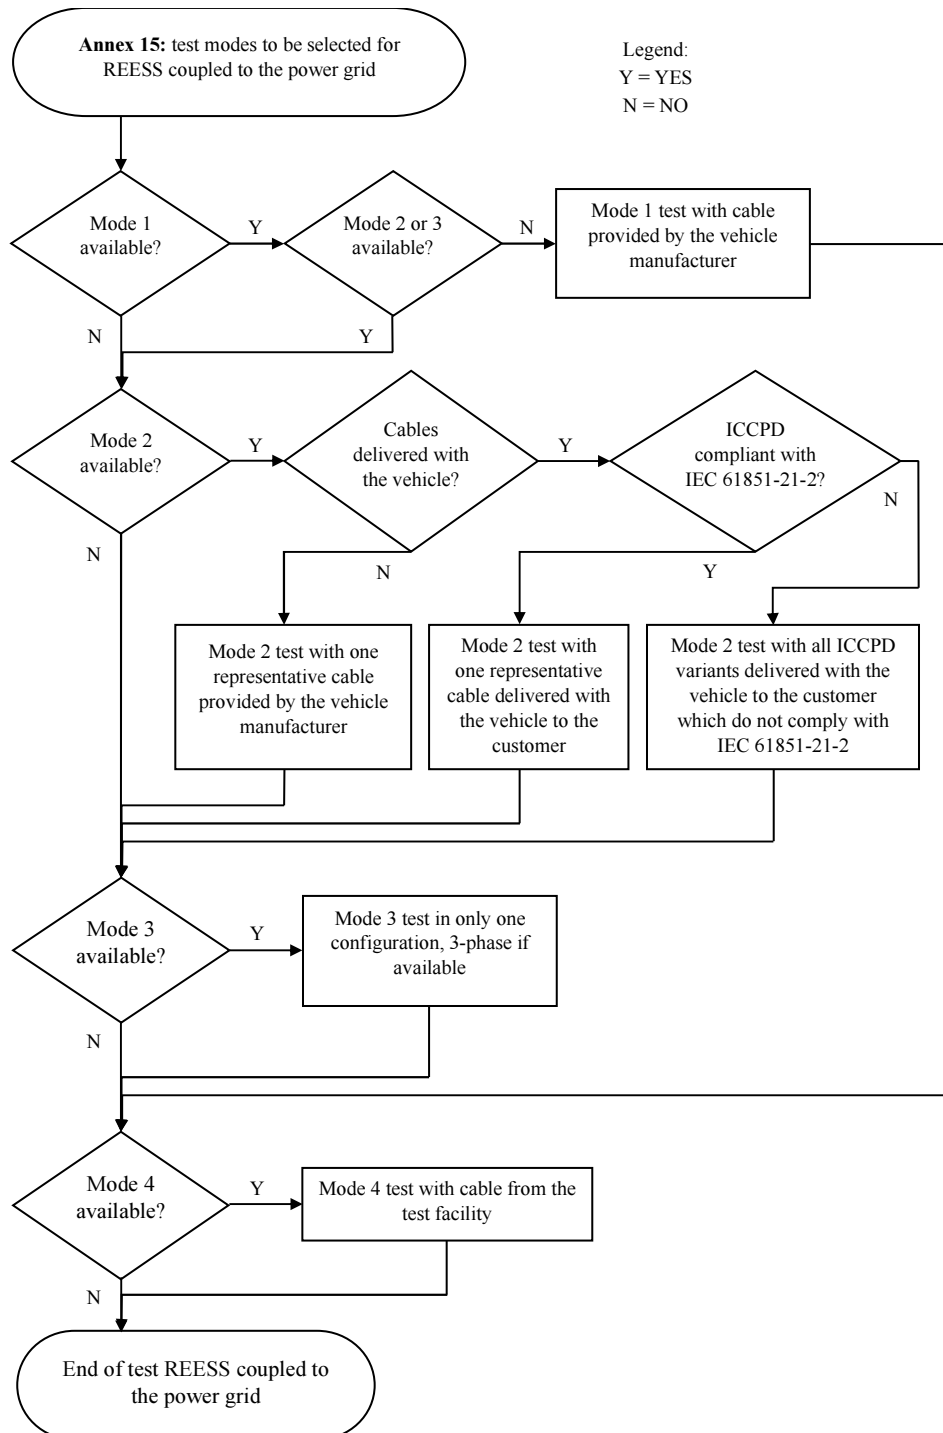 Annex 15: test modes to be selected for
REESS coupled to the power grid
Legend:
Y = YES
N = NO
Mode 1
available?
Y
Mode 2 or 3
available?
N
Mode 1 test with cable
provided by the vehicle
manufacturer
N
Y
Mode 2
available?
Y
Cables
delivered with
the vehicle?
Y
ICCPD
compliant with
IEC 61851-21-2?
N
N
N
Y
Mode 2 test with one
representative cable
provided by the vehicle
manufacturer
Mode 2 test with
one representative
cable delivered with
the vehicle to the
customer
Mode 2 test with all ICCPD
variants delivered with the
vehicle to the customer
which do not comply with
IEC 61851-21-2
Mode 3
available?
Y
Mode 3 test in only one
configuration, 3-phase if
available
N
Mode 4
available?
Y
Mode 4 test with cable from the
test facility
N
End of test REESS coupled to
the power grid